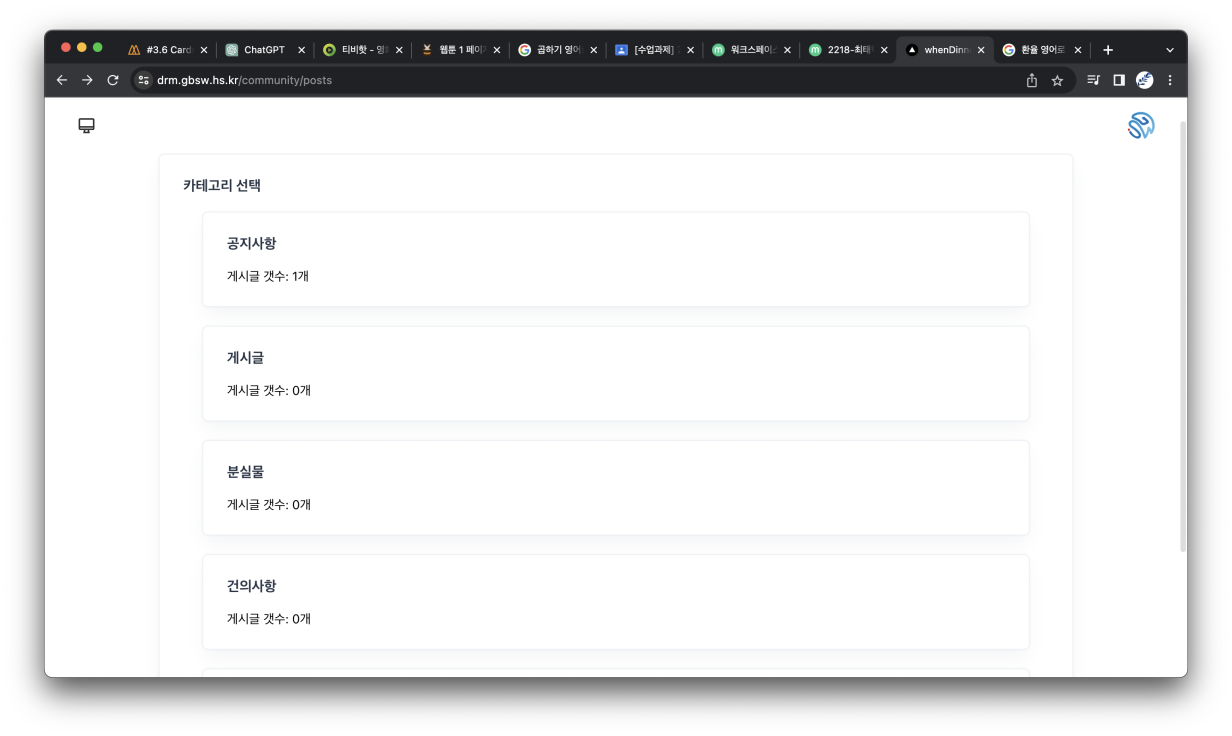 #3.6 Card
ChatGPT
티비핫 - 영
웹툰 1 페이지
곱하기 영어
[수업과제]
워크스페이스
2218-최태
whenDinn
환율 영어로
drm.gbsw.hs.kr/community/posts
카테고리 선택
공지사항
게시글 갯수: 1개
게시글
게시글 갯수: 0개
분실물
게시글 갯수: 0개
건의사항
게시글 갯수: 0개